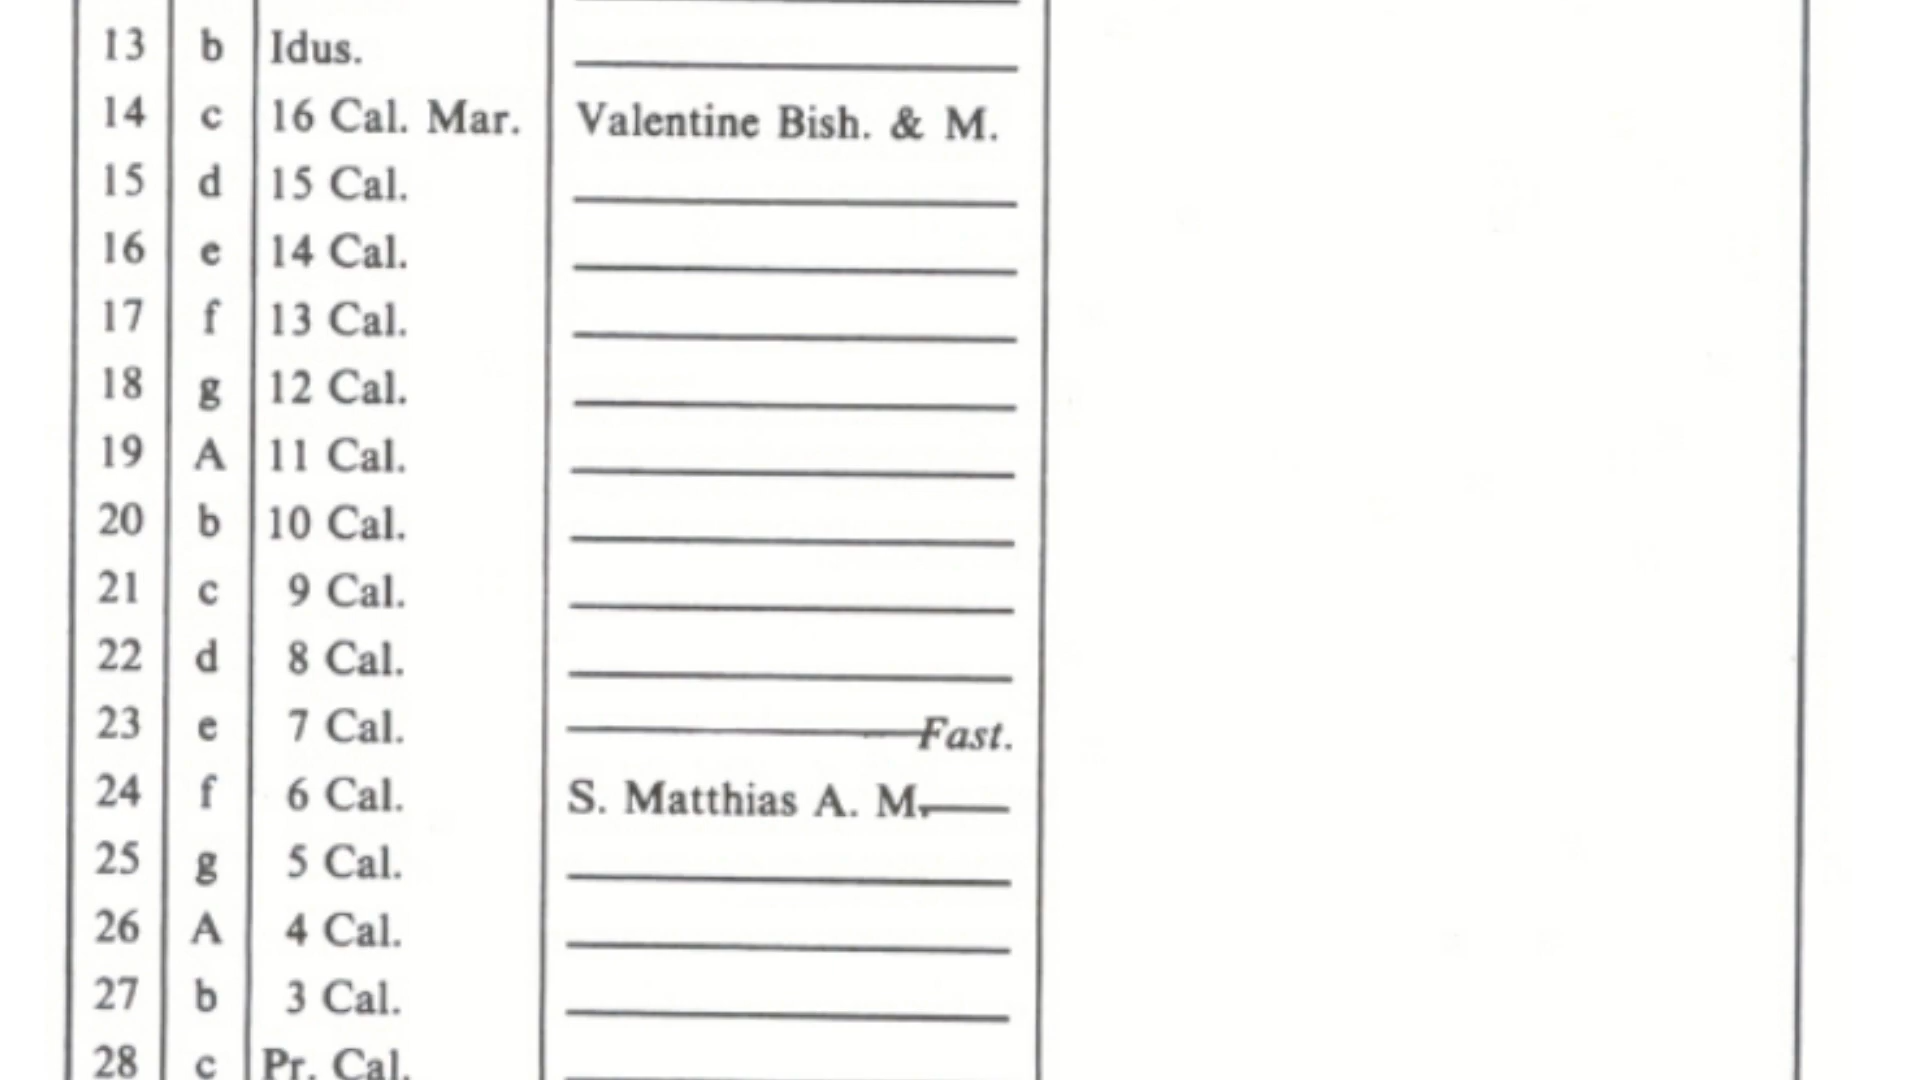 13 b Idus.
14 c 16 Cal. Mar. Valentine Bish. & M.
15 d 15 Cal.
16 e 14 Cal.
17 f 13 Cal.
18 g 12 Cal.
19 A 11 Cal.
20 b 10 Cal.
21 c 9 Cal.
22 d 8 Cal.
23 e 7 Cal. Fast.
24 f 6 Cal. S. Matthias A. M.
25 g 5 Cal.
26 A 4 Cal.
27 b 3 Cal.
28 c Pr. Cal.